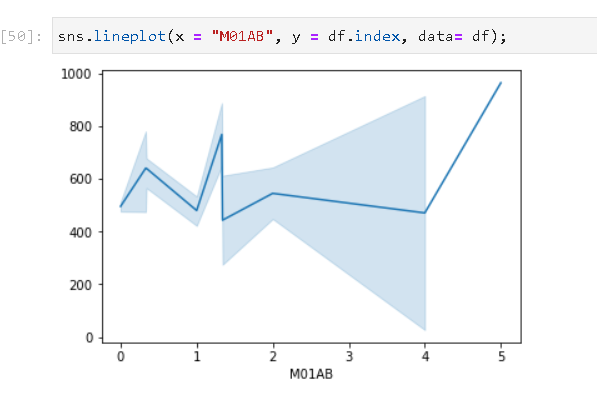 [50]: sns.lineplot(x = "M01AB", y = df.index, data= df);
1000
800
600
400
200
0
0 1 2 3 4 5
M01AB